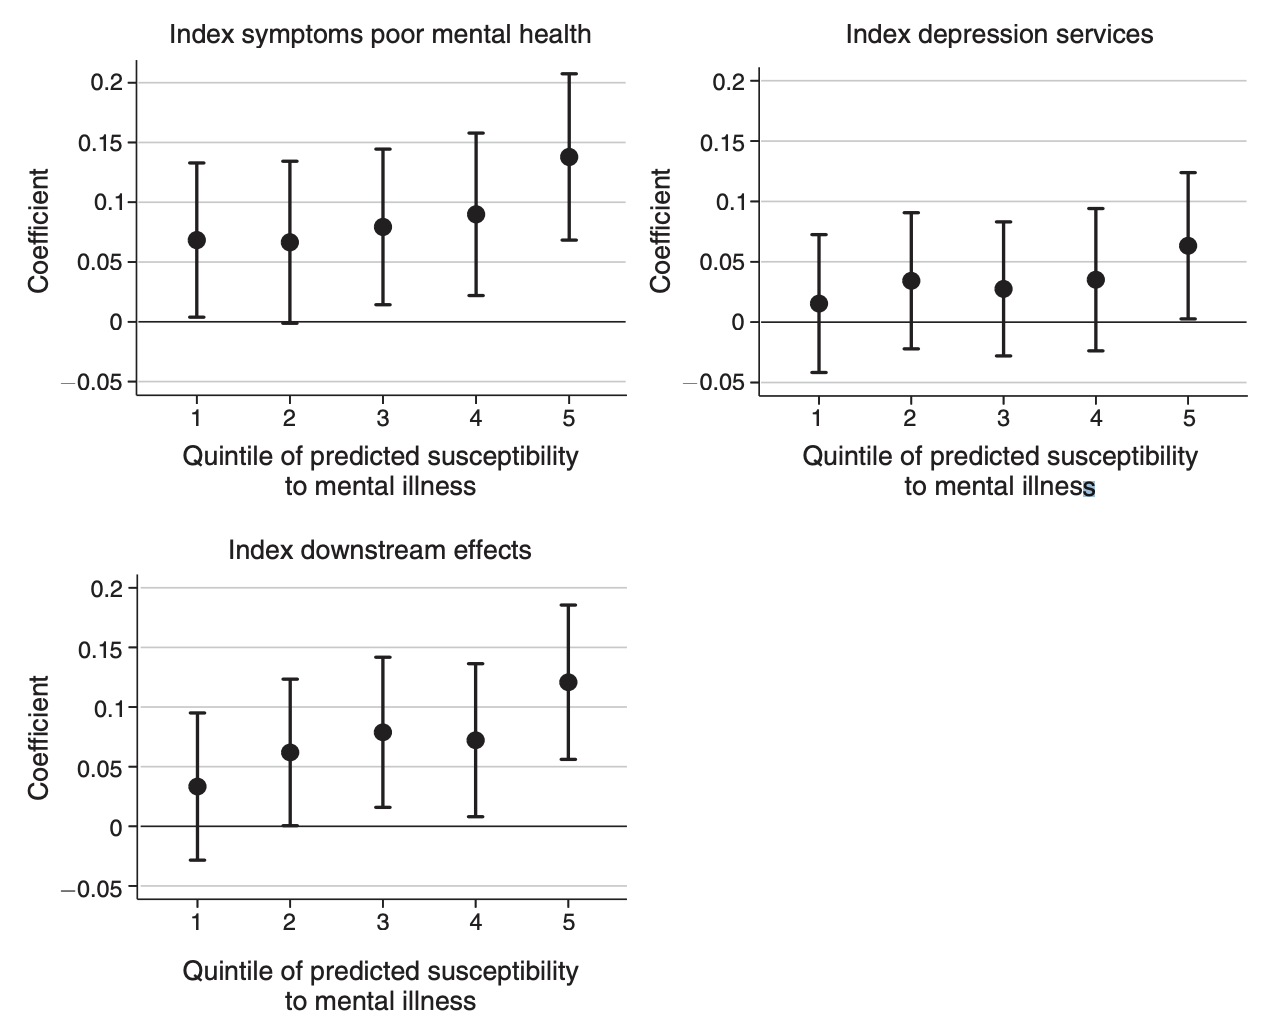 Index symptoms poor mental health
0.2
0.15
0.1
0.05
0
−0.05
Coefficient
1 2 3 4 5
Quintile of predicted susceptibility
to mental illness
Index depression services
0.2
0.15
0.1
0.05
0
−0.05
Coefficient
1 2 3 4 5
Quintile of predicted susceptibility
to mental illness
Index downstream effects
0.2
0.15
0.1
0.05
0
−0.05
Coefficient
1 2 3 4 5
Quintile of predicted susceptibility
to mental illness